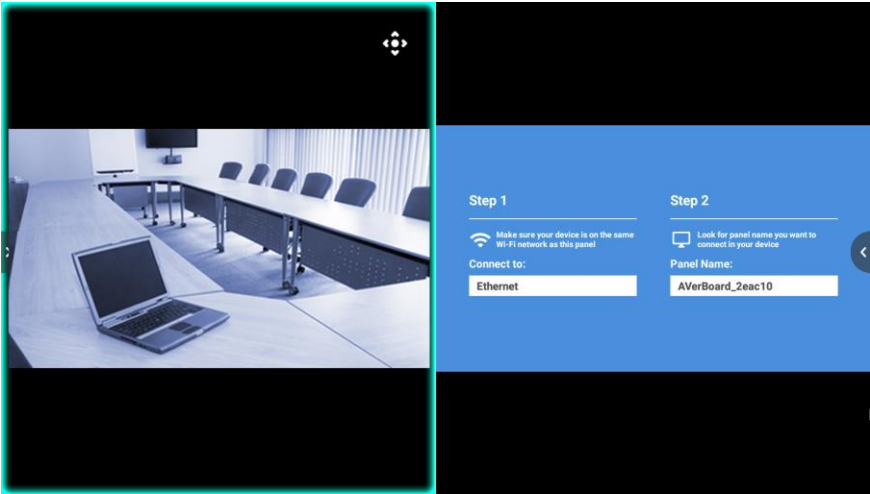 Step 1
Make sure your device is on the same
Wi-Fi network as this panel
Connect to:
Ethernet
Step 2
Look for panel name you want to
connect in your device
Panel Name:
AVerBoard_2eac10